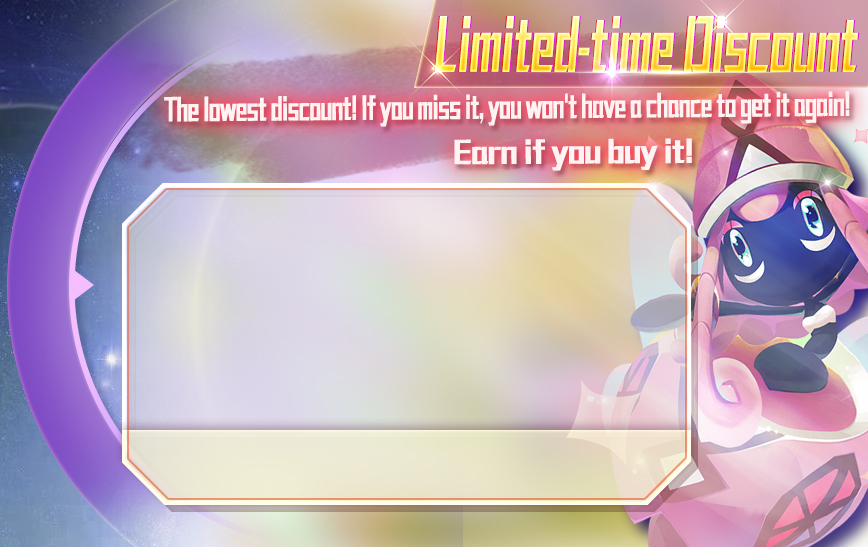 Limited-time Discount
The lowest discount! If you miss it, you won't have a chance to get it again!
Earn if you buy it!